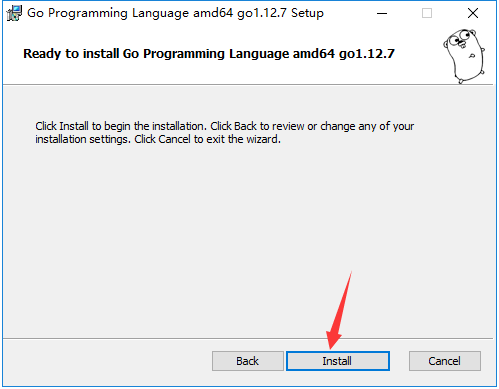 Go Programming Language amd64 go1.12.7 Setup
Ready to install Go Programming Language amd64 go1.12.7
Click Install to begin the installation. Click Back to review or change any of your
installation settings. Click Cancel to exit the wizard.
Back Install Cancel